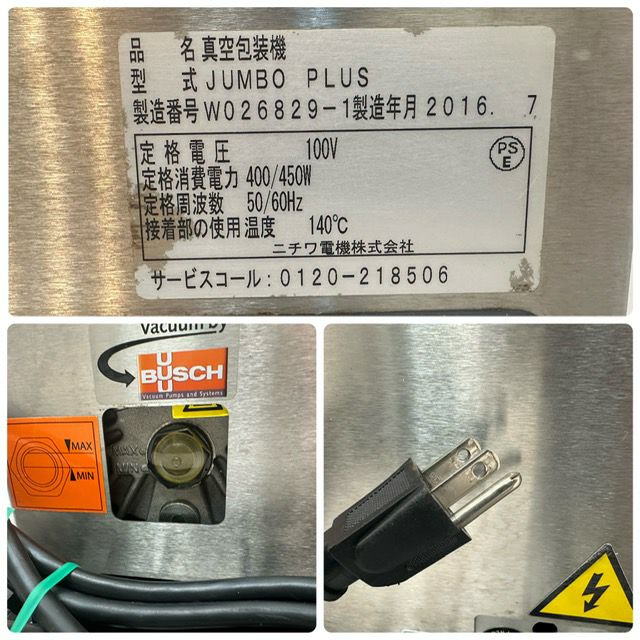 品 名 真空包装機
型 式 JUMBO PLUS
製造番号 W026829-1 製造年月 2016. 7
定格電圧 100V
定格消費電力 400/450W
定格周波数 50/60Hz
接着部の使用温度 140℃
PS
E
ニチワ電機株式会社
サービスコール：0120-218506
Vacuum by
BUSCH
Vacuum Pumps and Systems
MAX
MIN
MAX
MIN